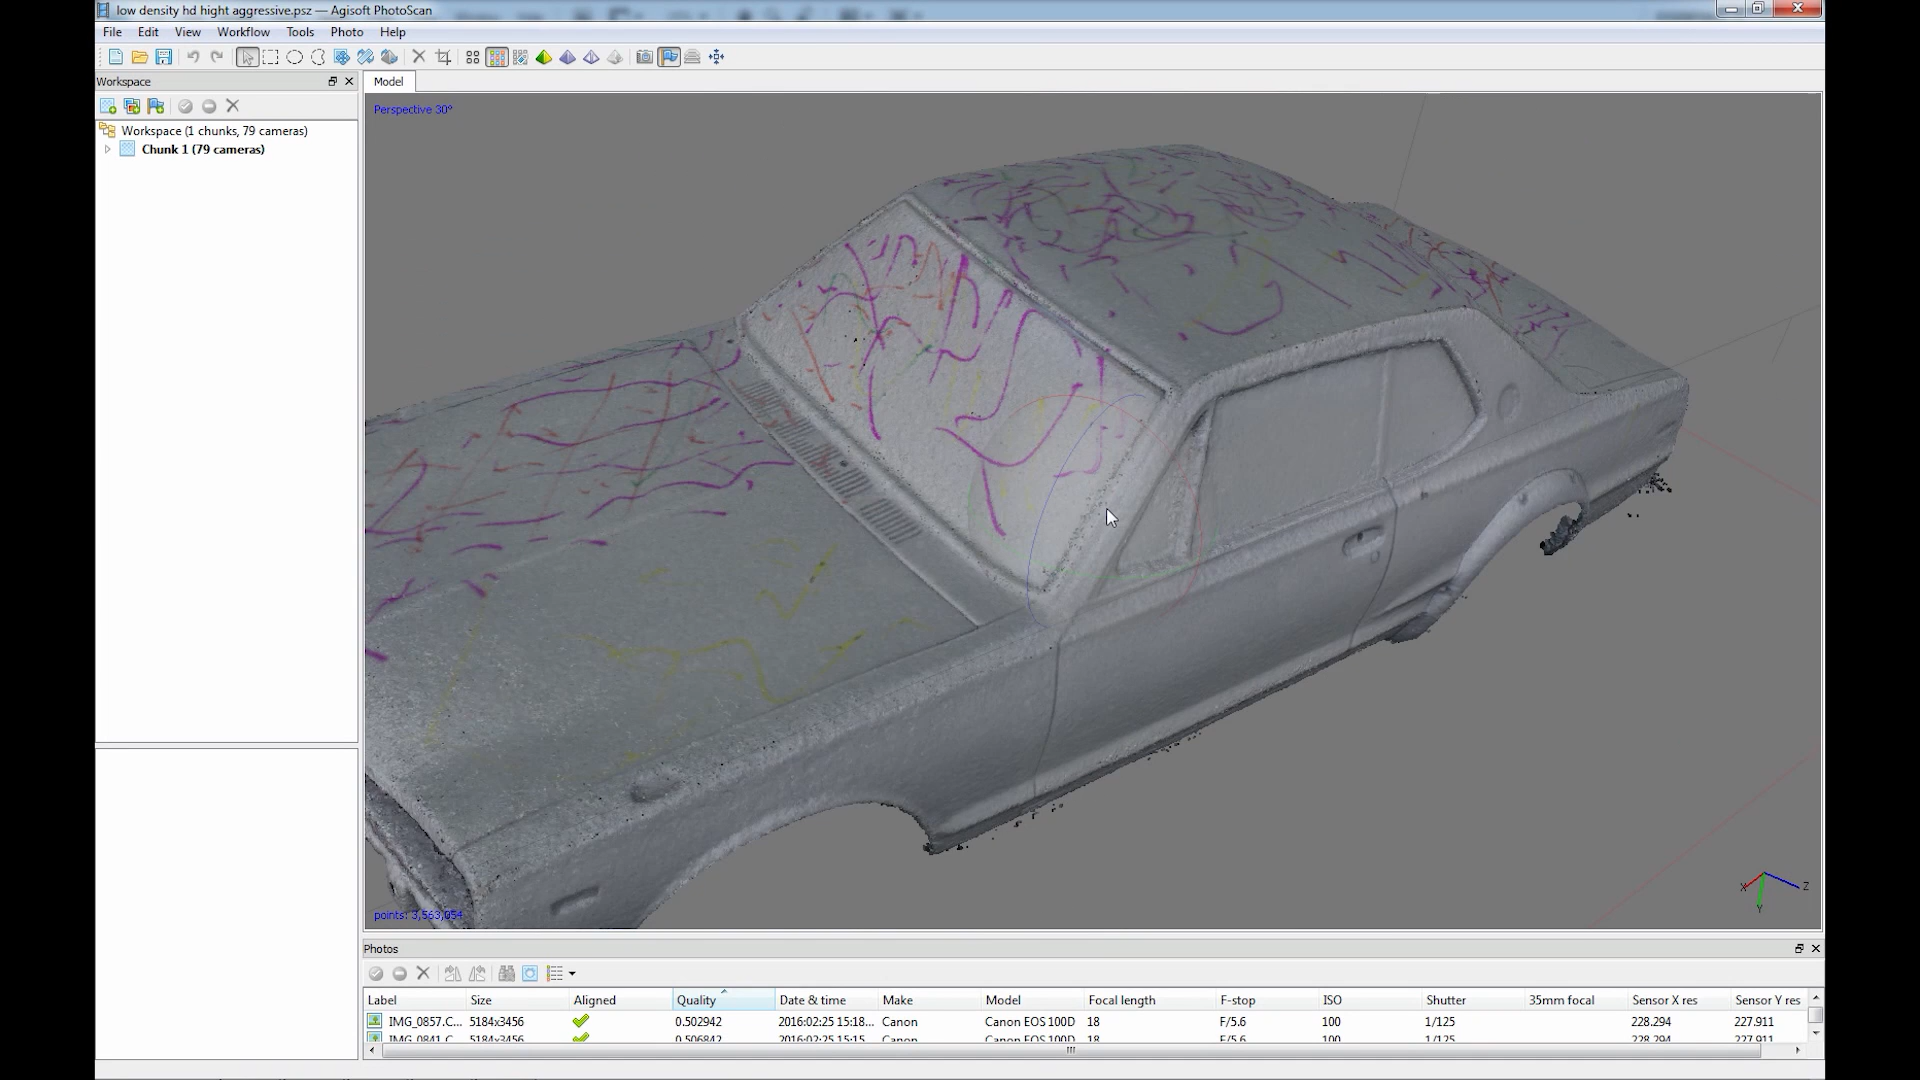 low density hd hight aggressive.psz — Agisoft PhotoScan
File Edit View Workflow Tools Photo Help
Workspace
Model
Perspective 30°
Workspace (1 chunks, 79 cameras)
Chunk 1 (79 cameras)
X
Z
Y
points: 3,563,054
Photos
Label Size Aligned Quality Date & time Make Model Focal length F-stop ISO Shutter 35mm focal Sensor X res Sensor Y res
IMG_0857.C... 5184x3456 0.502942 2016:02:25 15:18... Canon Canon EOS 100D 18 F/5.6 100 1/125 228.294 227.911
IMG_0841.C... 5184x3456 0.506842 2016:02:25 15:15... Canon Canon EOS 100D 18 F/5.6 100 1/125 228.294 227.911